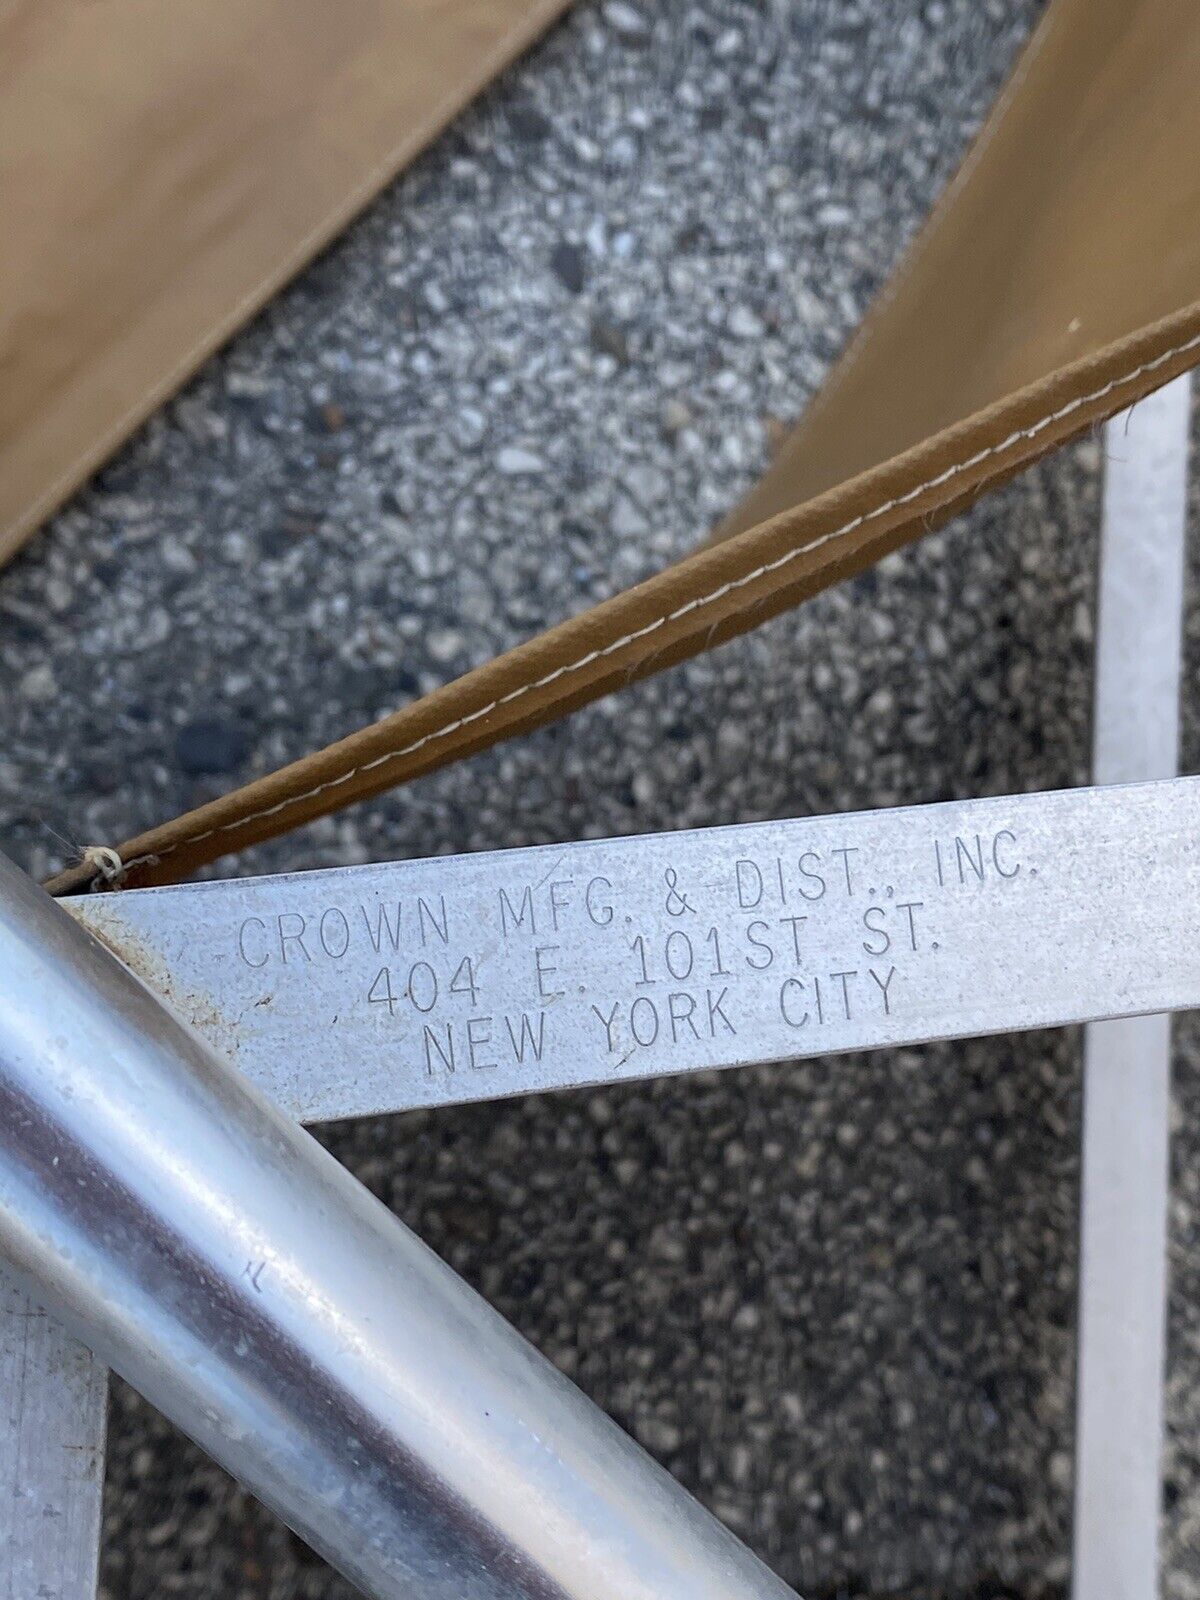 CROWN MFG. & DIST., INC.
404 E. 101ST ST.
NEW YORK CITY